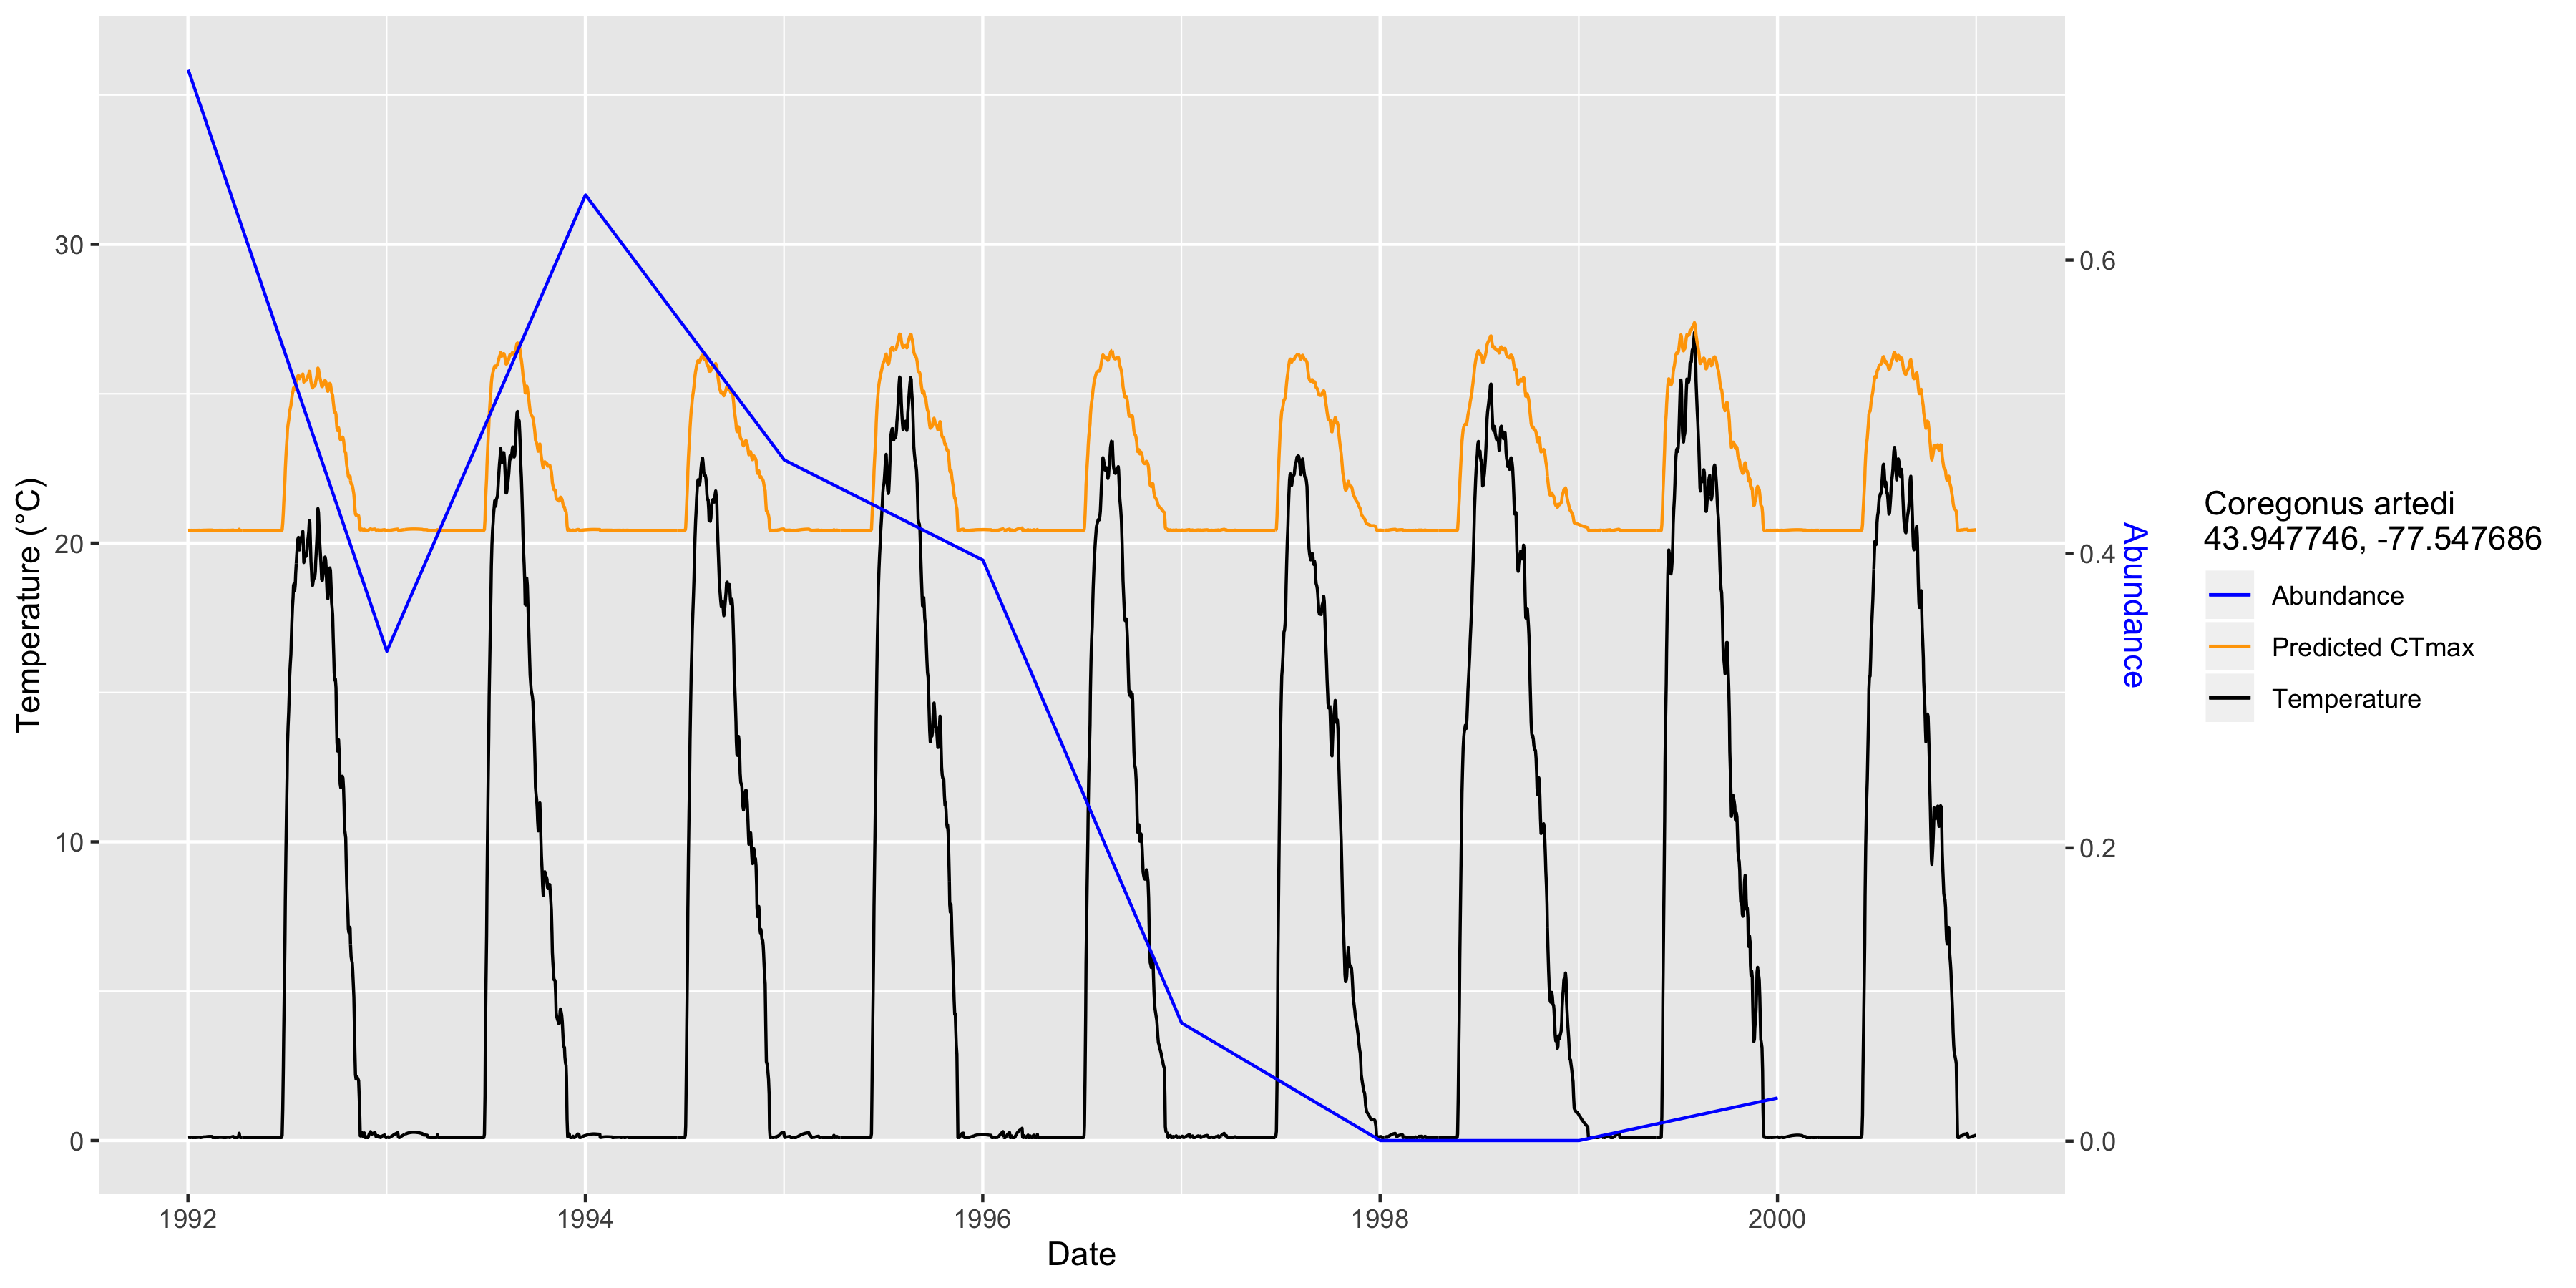 30
20
10
0
Temperature (°C)
0.6
0.4
0.2
0.0
Abundance
1992
1994
1996
1998
2000
Date
Coregonus artedi
43.947746, -77.547686
Abundance
Predicted CTmax
Temperature